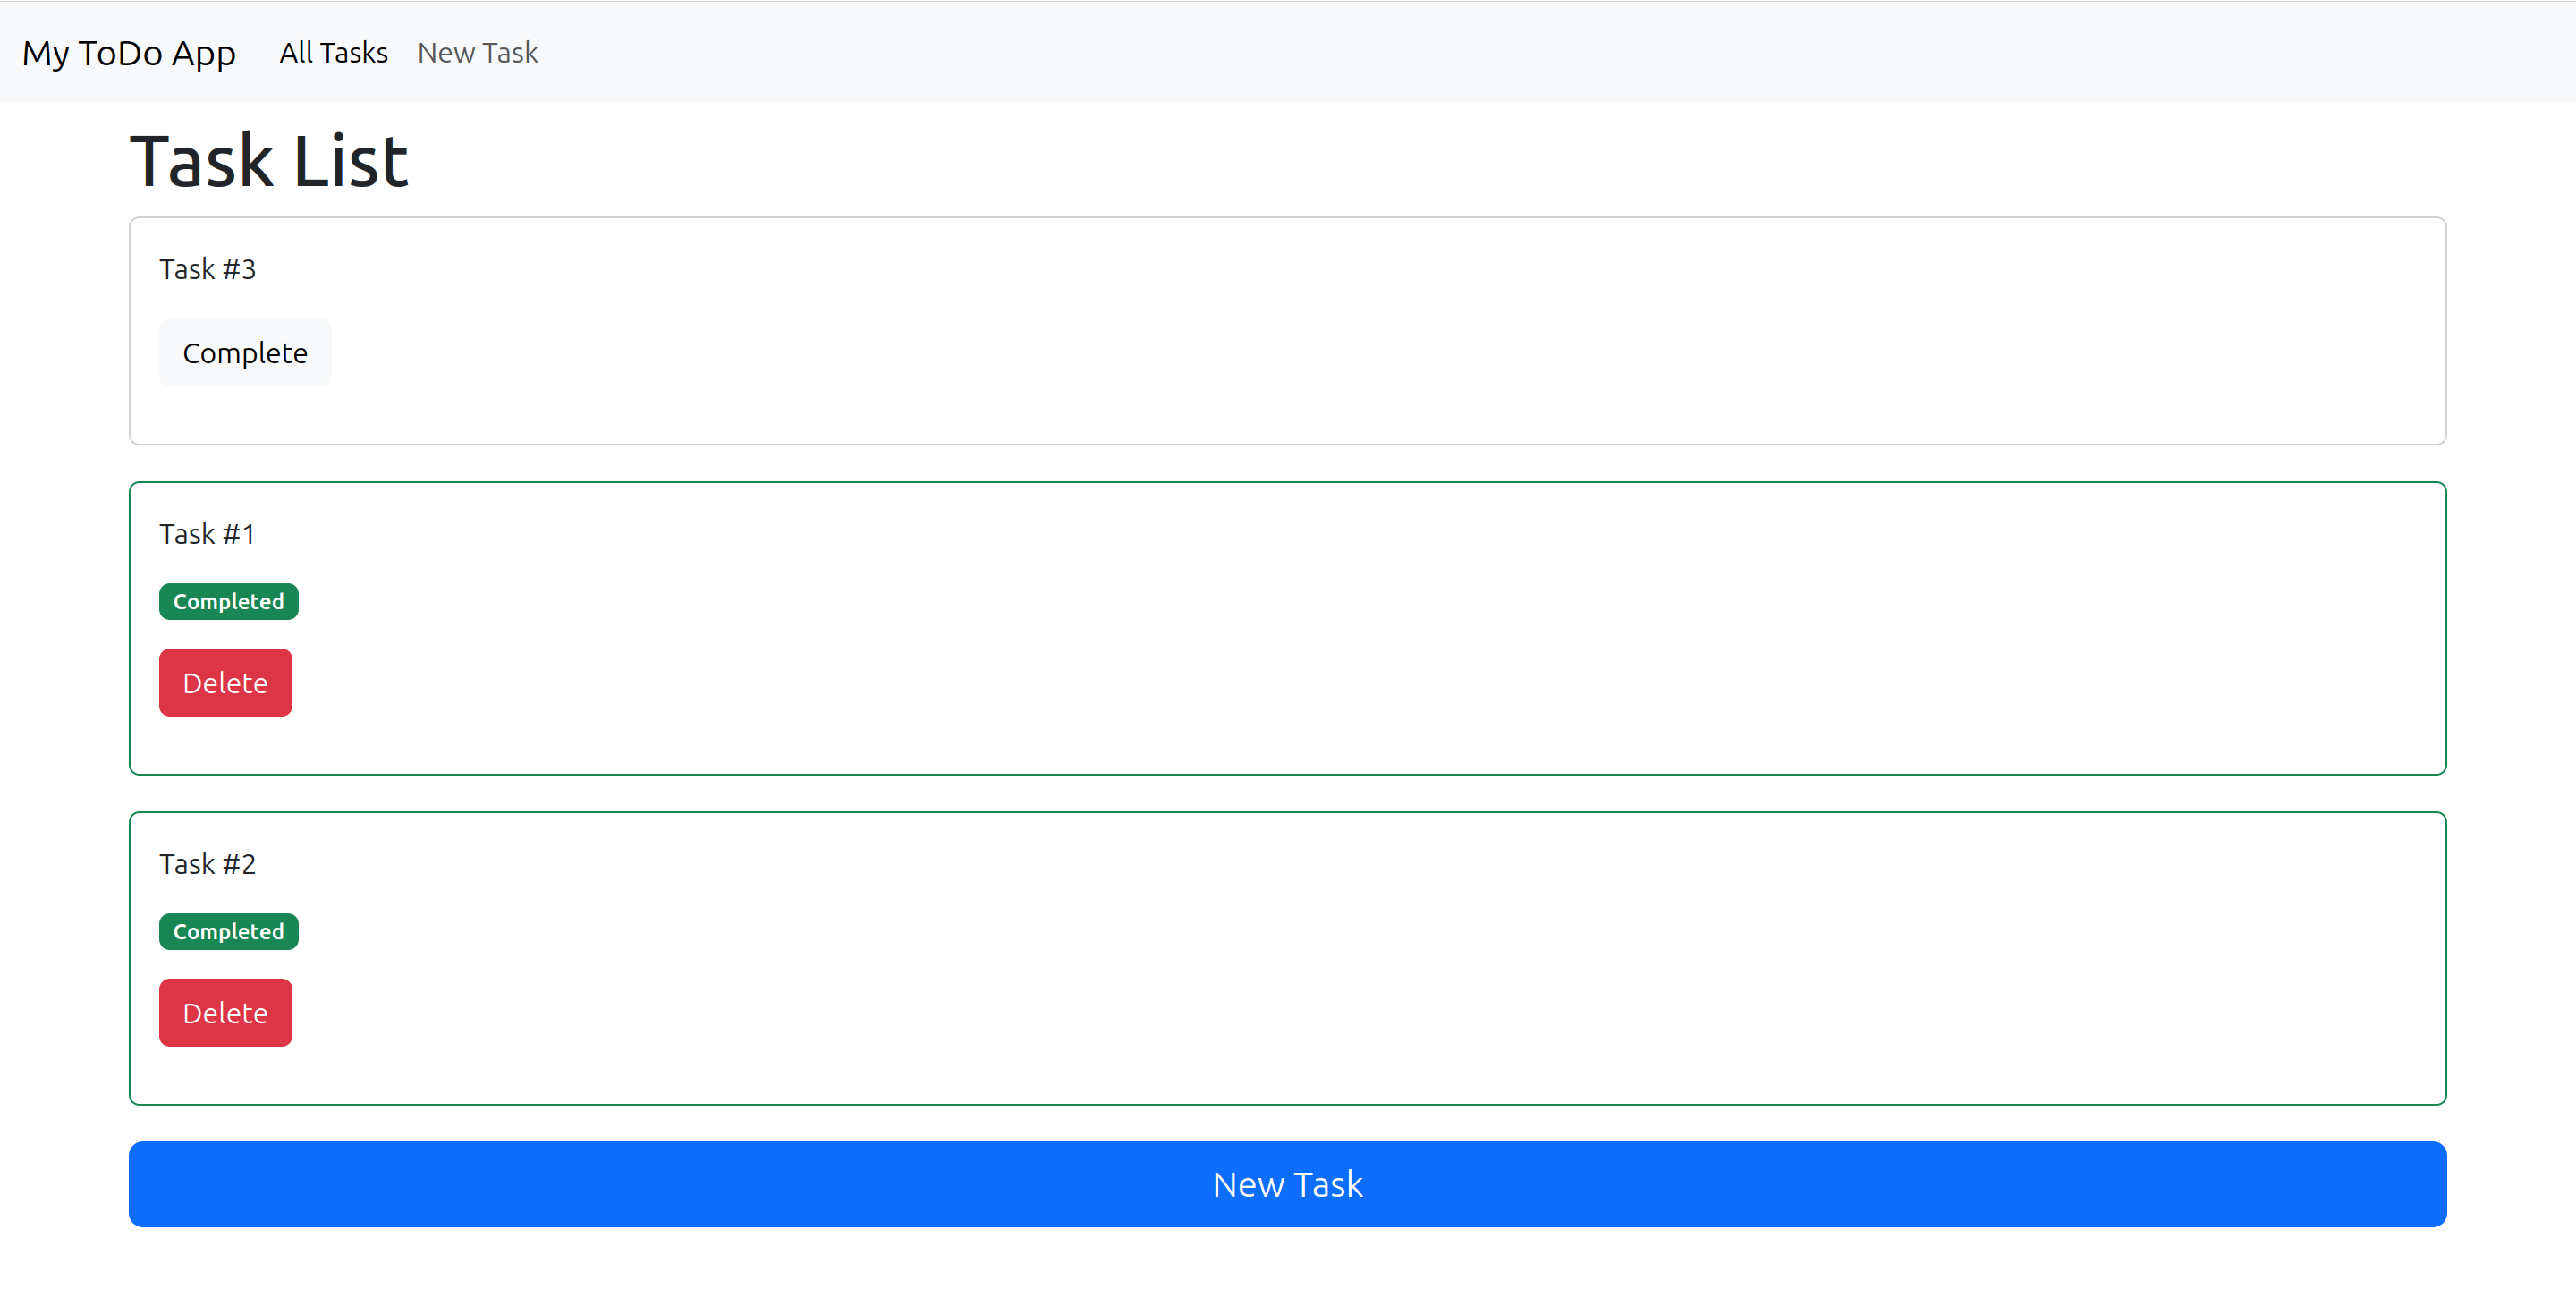 My ToDo App All Tasks New Task
Task List
Task #3
Complete
Task #1
Completed
Delete
Task #2
Completed
Delete
New Task